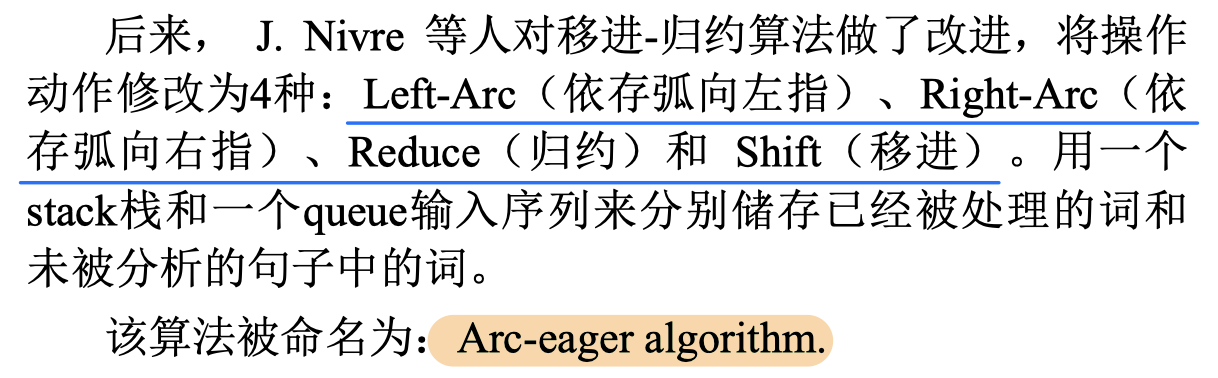 后来， J. Nivre 等人对移进-归约算法做了改进，将操作
动作修改为4种：Left-Arc（依存弧向左指）、Right-Arc（依
存弧向右指）、Reduce（归约）和 Shift（移进）。用一个
stack栈和一个queue输入序列来分别储存已经被处理的词和
未被分析的句子中的词。
该算法被命名为：Arc-eager algorithm.